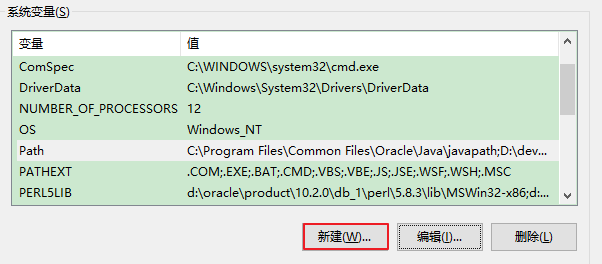 系统变量(S)
变量 值
ComSpec C:\WINDOWS\system32\cmd.exe
DriverData C:\Windows\System32\Drivers\DriverData
NUMBER_OF_PROCESSORS 12
OS Windows_NT
Path C:\Program Files\Common Files\Oracle\Java\javapath;D:\dev...
PATHEXT .COM;.EXE;.BAT;.CMD;.VBS;.VBE;.JS;.JSE;.WSF;.WSH;.MSC
PERL5LIB d:\oracle\product\10.2.0\db_1\perl\5.8.3\lib\MSWin32-x86;d:...
新建(W)... 编辑(I)... 删除(L)